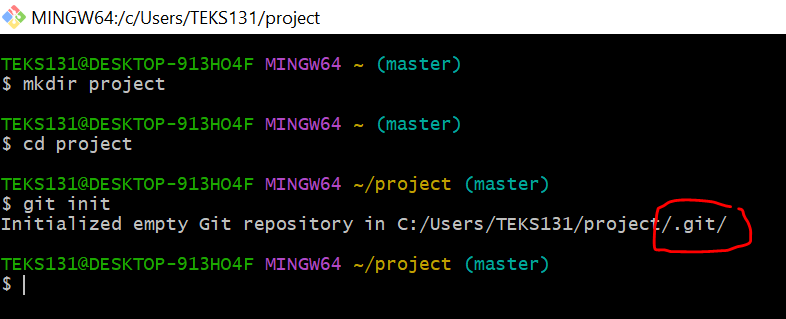 MINGW64:/c/Users/TEKS131/project
TEKS131@DESKTOP-913HO4F MINGW64 ~ (master)
$ mkdir project
TEKS131@DESKTOP-913HO4F MINGW64 ~ (master)
$ cd project
TEKS131@DESKTOP-913HO4F MINGW64 ~/project (master)
$ git init
Initialized empty Git repository in C:/Users/TEKS131/project/.git/
TEKS131@DESKTOP-913HO4F MINGW64 ~/project (master)
$